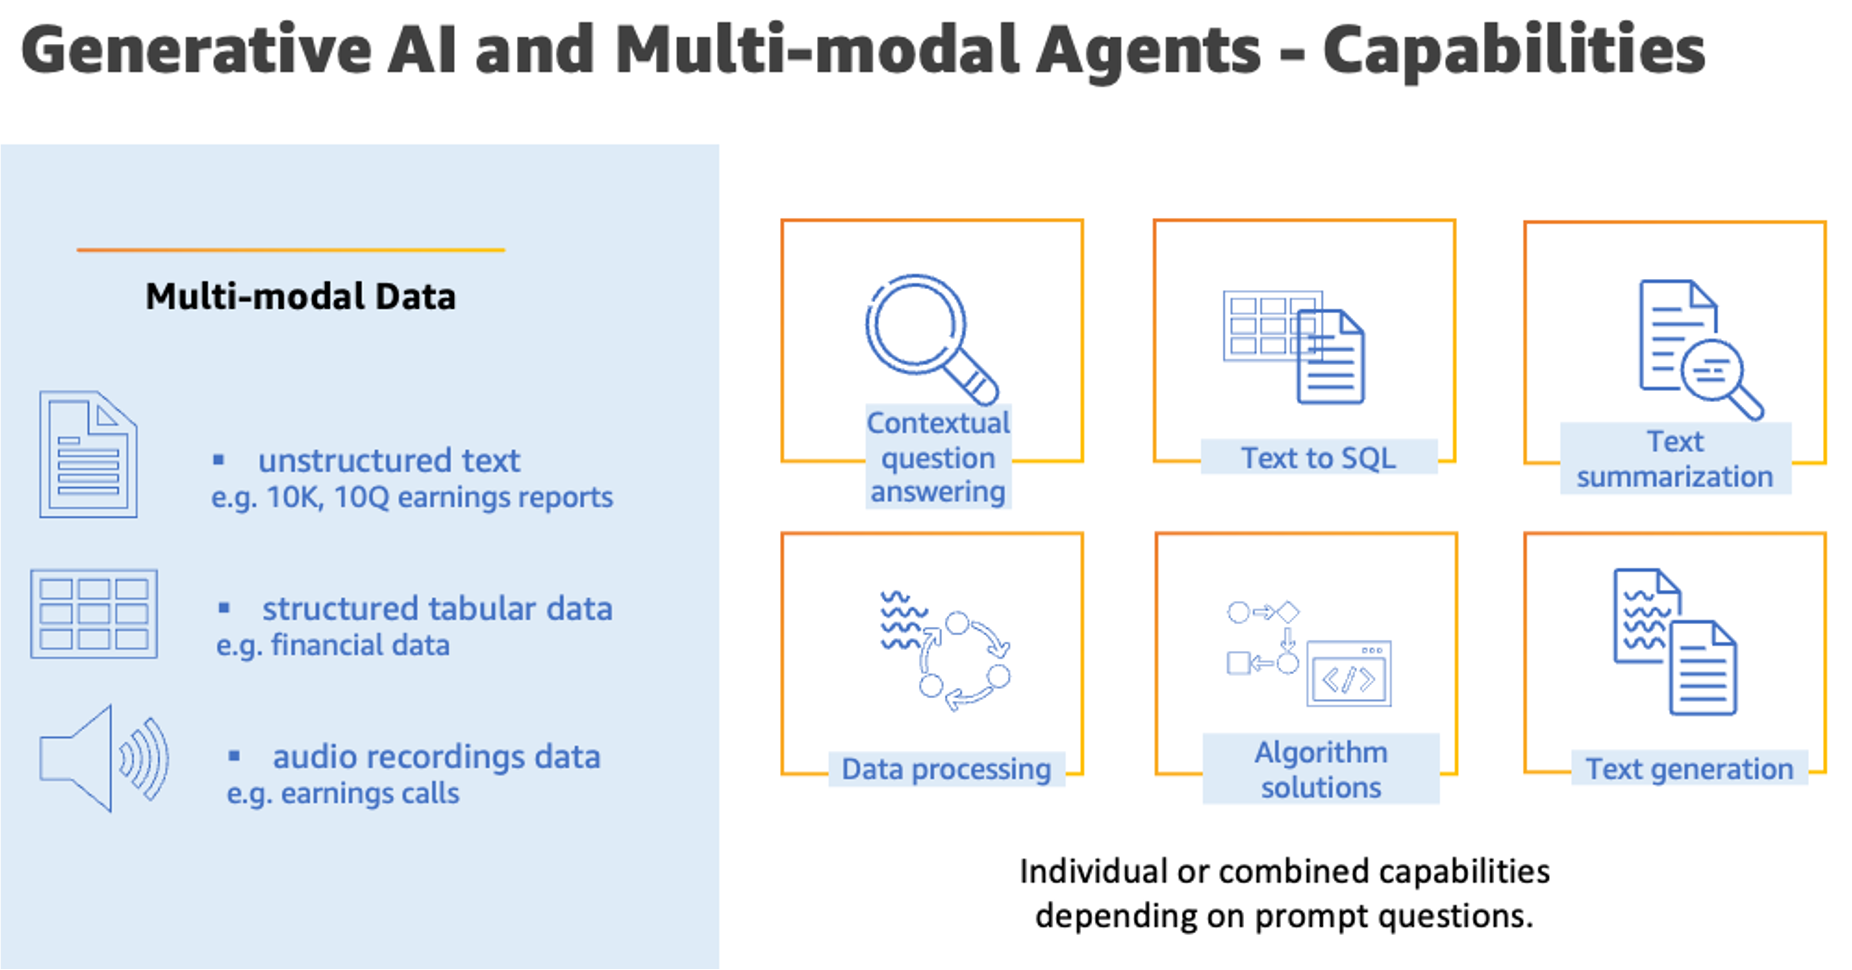 Generative AI and Multi-modal Agents - Capabilities
Multi-modal Data
▪ unstructured text
e.g. 10K, 10Q earnings reports
▪ structured tabular data
e.g. financial data
▪ audio recordings data
e.g. earnings calls
Contextual
question
answering
Text to SQL
Text
summarization
Data processing
Algorithm
solutions
</>
Text generation
Individual or combined capabilities
depending on prompt questions.